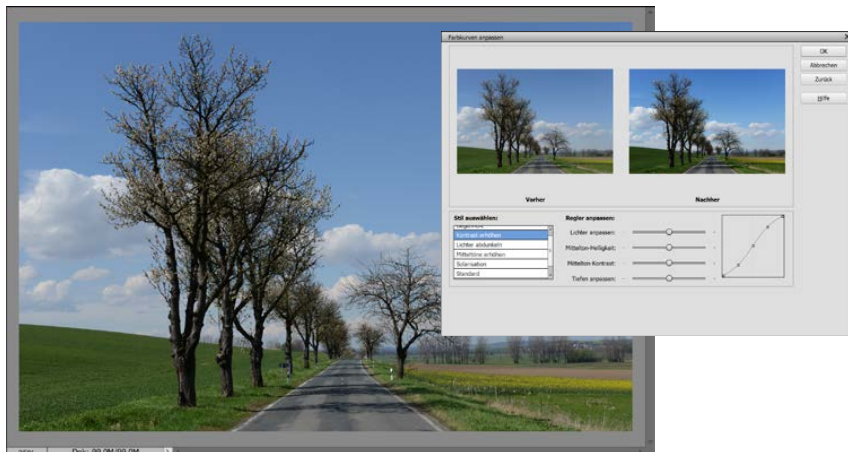 Farbkurven anpassen
OK
Abbrechen
Zurück
Hilfe
Vorher
Nachher
Stil auswählen:
Kontrast erhöhen
Lichter abdunkeln
Mitteltöne erhöhen
Solarisation
Standard
Regler anpassen:
Lichter anpassen:
Mittelton-Helligkeit:
Mittelton-Kontrast:
Tiefen anpassen: